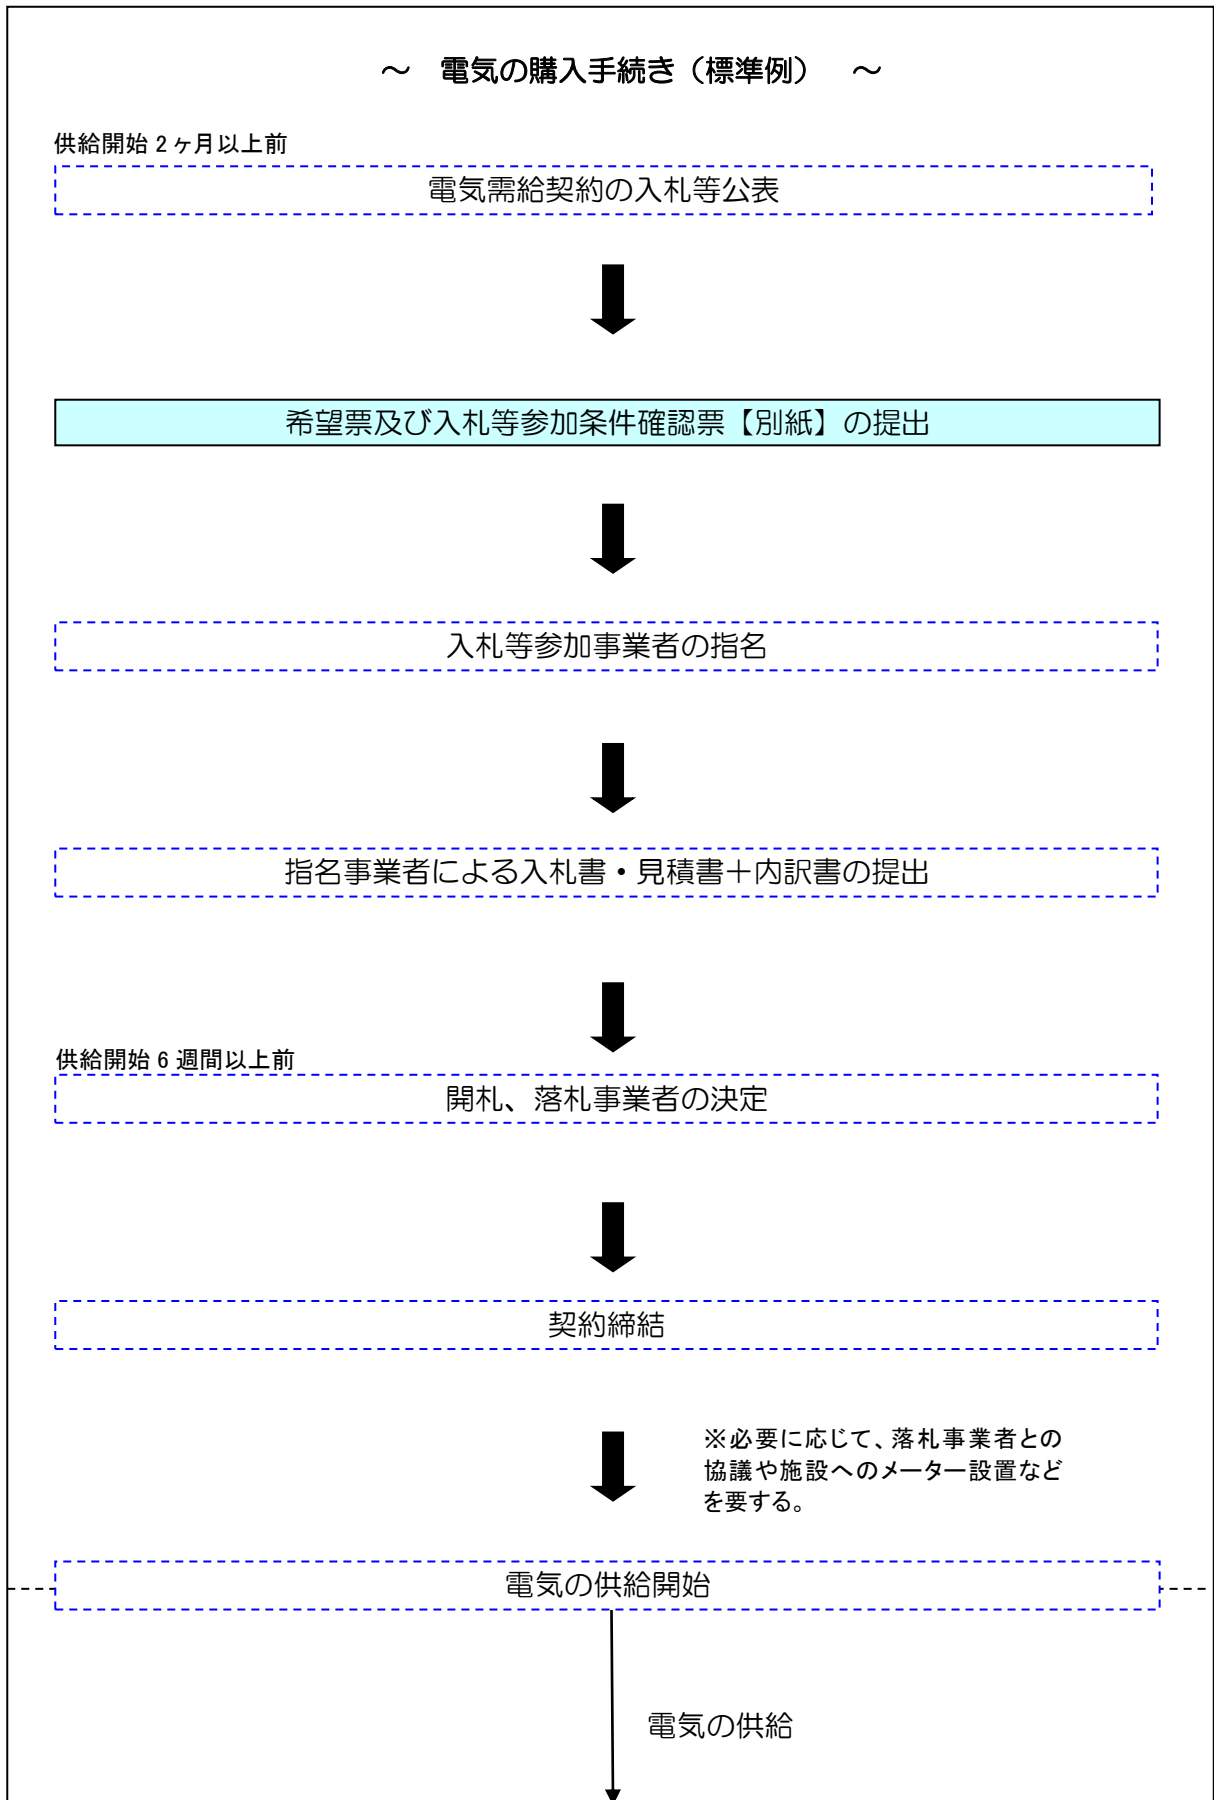 ～　電気の購入手続き（標準例）　～
供給開始２ヶ月以上前
電気需給契約の入札等公表
希望票及び入札等参加条件確認票【別紙】の提出
入札等参加事業者の指名
指名事業者による入札書・見積書＋内訳書の提出
供給開始６週間以上前
開札、落札事業者の決定
契約締結
※必要に応じて、落札事業者との
協議や施設へのメーター設置など
を要する。
電気の供給開始
電気の供給